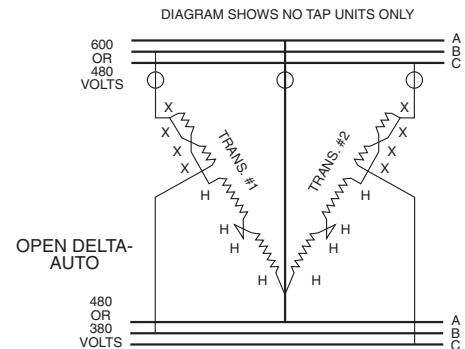 DIAGRAM SHOWS NO TAP UNITS ONLY
A
B
C
600
OR
480
VOLTS
X
X
X
X
TRANS. #1
H
H
H
H
X
X
X
X
TRANS. #2
H
H
H
H
OPEN DELTA-
AUTO
480
OR
380
VOLTS
A
B
C